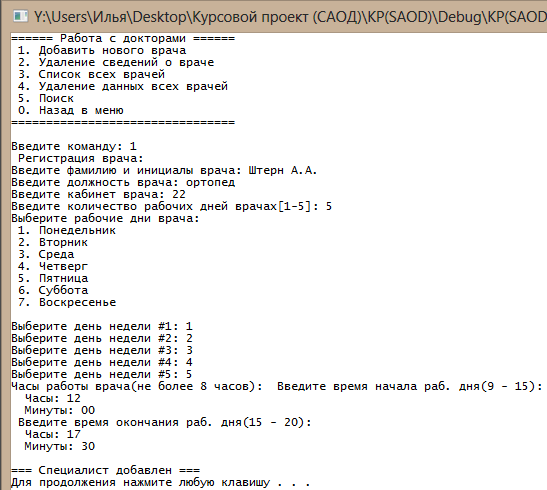 Y:\Users\Илья\Desktop\Курсовой проект (САОД)\KP(SAOD)\Debug\KP(SAOD
====== Работа с докторами ======
1. Добавить нового врача
2. Удаление сведений о враче
3. Список всех врачей
4. Удаление данных всех врачей
5. Поиск
0. Назад в меню
================================
Введите команду: 1
Регистрация врача:
Введите фамилию и инициалы врача: Штерн А.А.
Введите должность врача: ортопед
Введите кабинет врача: 22
Введите количество рабочих дней врачах[1-5]: 5
Выберите рабочие дни врача:
1. Понедельник
2. Вторник
3. Среда
4. Четверг
5. Пятница
6. Суббота
7. Воскресенье
Выберите день недели #1: 1
Выберите день недели #2: 2
Выберите день недели #3: 3
Выберите день недели #4: 4
Выберите день недели #5: 5
Часы работы врача(не более 8 часов):  Введите время начала раб. дня(9 - 15):
Часы: 12
Минуты: 00
Введите время окончания раб. дня(15 - 20):
Часы: 17
Минуты: 30
=== Специалист добавлен ===
Для продолжения нажмите любую клавишу . . .